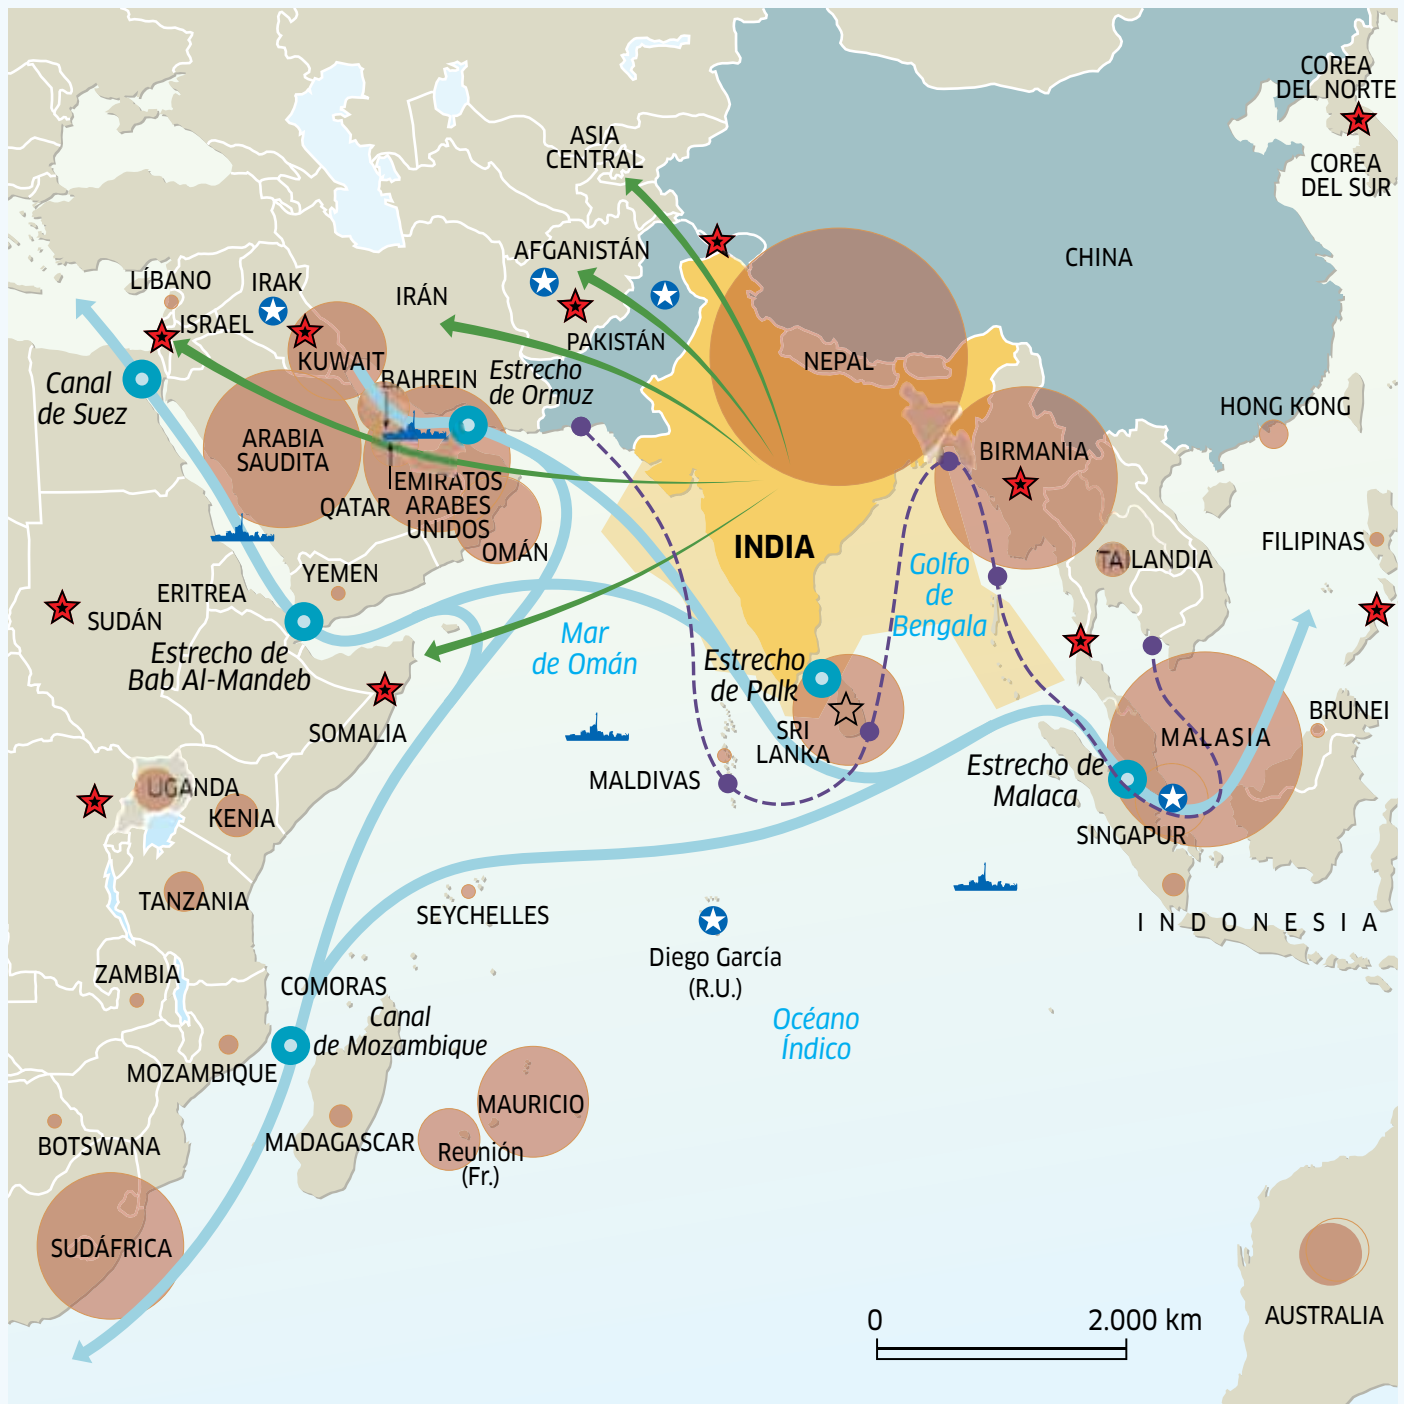 COREA
DEL NORTE
COREA
DEL SUR
ASIA
CENTRAL
CHINA
AFGANISTÁN
LÍBANO
IRAK
IRÁN
ISRAEL
PAKISTÁN
KUWAIT
NEPAL
BAHREIN
Estrecho
de Ormuz
Canal
de Suez
HONG KONG
ARABIA
SAUDITA
BIRMANIA
EMIRATOS
ARABES
UNIDOS
QATAR
OMÁN
INDIA
FILIPINAS
TAILANDIA
Golfo
de
Bengala
YEMEN
ERITREA
SUDÁN
Estrecho de
Bab Al-Mandeb
Mar
de Omán
Estrecho
de Palk
SOMALIA
SRI
LANKA
BRUNEI
MALASIA
MALDIVAS
Estrecho de
Malaca
UGANDA
KENIA
SINGAPUR
TANZANIA
SEYCHELLES
INDONESIA
Diego García
(R.U.)
ZAMBIA
COMORAS
Canal
de Mozambique
Océano
Índico
MOZAMBIQUE
MAURICIO
BOTSWANA
MADAGASCAR
Reunión
(Fr.)
SUDÁFRICA
AUSTRALIA
0 2.000 km